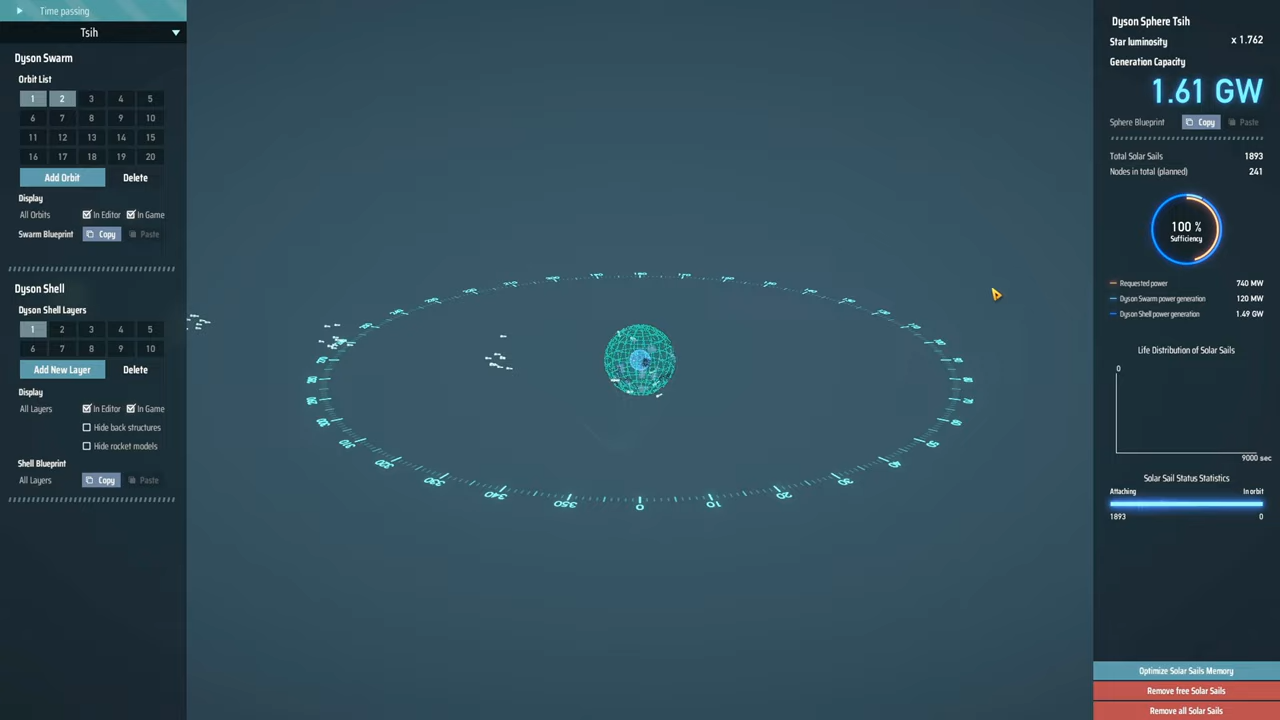 Time passing
Tsih
Dyson Swarm
Orbit List
1 2 3 4 5
6 7 8 9 10
11 12 13 14 15
16 17 18 19 20
Add Orbit Delete
Display
All Orbits In Editor In Game
Swarm Blueprint Copy Paste
Dyson Shell
Dyson Shell Layers
1 2 3 4 5
6 7 8 9 10
Add New Layer Delete
Display
All Layers In Editor In Game
Hide back structures
Hide rocket models
Shell Blueprint
All Layers Copy Paste
330 340 350 0 10 20 30 40
Dyson Sphere Tsih
Star luminosity x 1.762
Generation Capacity
1.61 GW
Sphere Blueprint Copy Paste
Total Solar Sails 1893
Nodes in total (planned) 241
100 %
Sufficiency
Requested power 740 MW
Dyson Swarm power generation 120 MW
Dyson Shell power generation 1.49 GW
Life Distribution of Solar Sails
0
9000 sec
Solar Sail Status Statistics
Attaching In orbit
1893 0
Optimize Solar Sails Memory
Remove free Solar Sails
Remove all Solar Sails